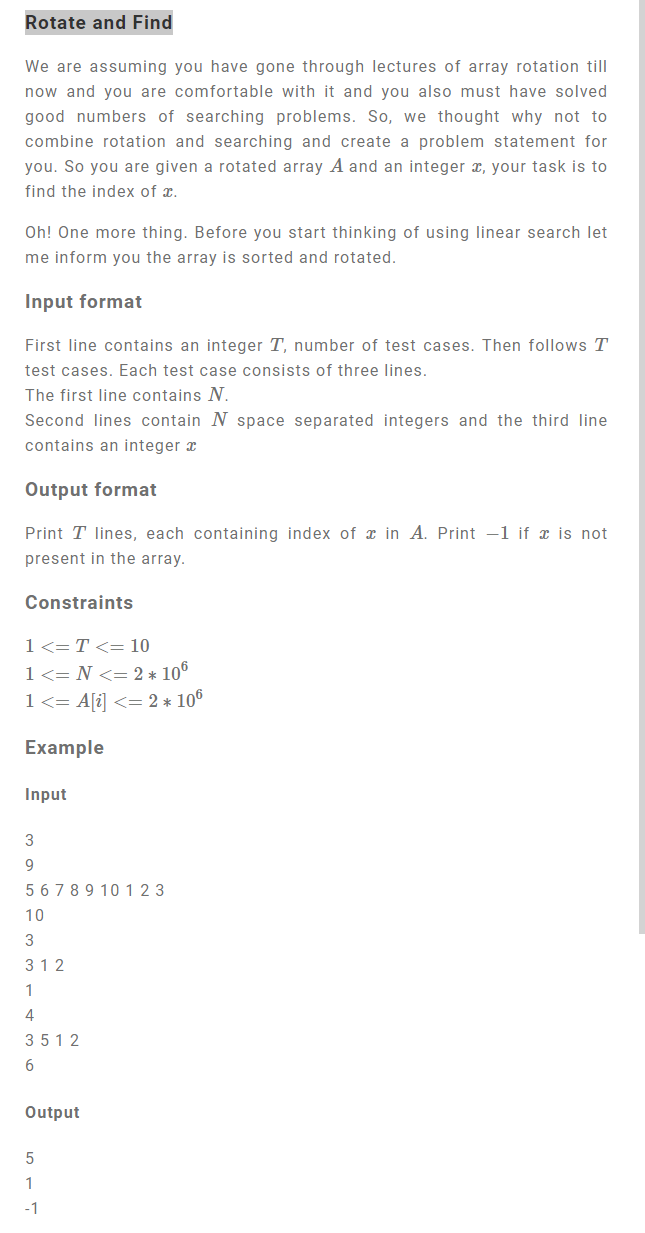 Rotate and Find
We are assuming you have gone through lectures of array rotation till
now and you are comfortable with it and you also must have solved
good numbers of searching problems. So, we thought why not to
combine rotation and searching and create a problem statement for
you. So you are given a rotated array A and an integer x, your task is to
find the index of x.
Oh! One more thing. Before you start thinking of using linear search let
me inform you the array is sorted and rotated.
Input format
First line contains an integer T, number of test cases. Then follows T
test cases. Each test case consists of three lines.
The first line contains N.
Second lines contain N space separated integers and the third line
contains an integer x
Output format
Print T lines, each containing index of x in A. Print −1 if x is not
present in the array.
Constraints
1 <= T <= 10
1 <= N <= 2 * 10⁶
1 <= A[i] <= 2 * 10⁶
Example
Input
3
9
5 6 7 8 9 10 1 2 3
10
3
3 1 2
1
4
3 5 1 2
6
Output
5
1
-1